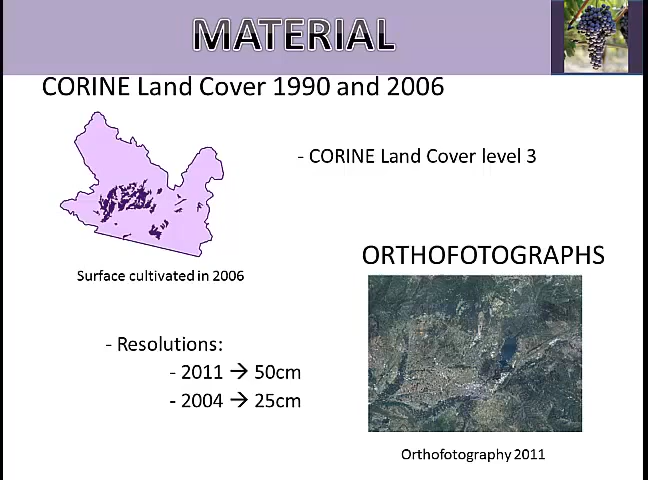 MATERIAL
CORINE Land Cover 1990 and 2006
- CORINE Land Cover level 3
Surface cultivated in 2006
ORTHOFOTOGRAPHS
- Resolutions:
- 2011 → 50cm
- 2004 → 25cm
Orthofotography 2011